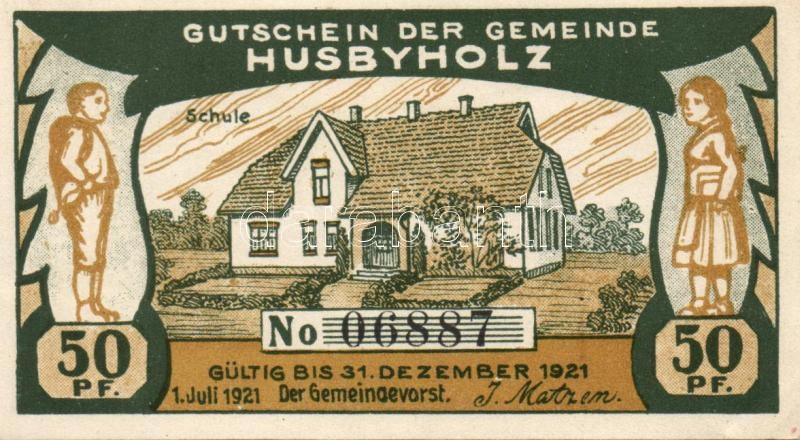 GUTSCHEIN DER GEMEINDE
HUSBYHOLZ
Schule
darabanth
No 06887
50 PF.
50 PF.
GÜLTIG BIS 31. DEZEMBER 1921
1. Juli 1921 Der Gemeindevorst. J. Matzen.